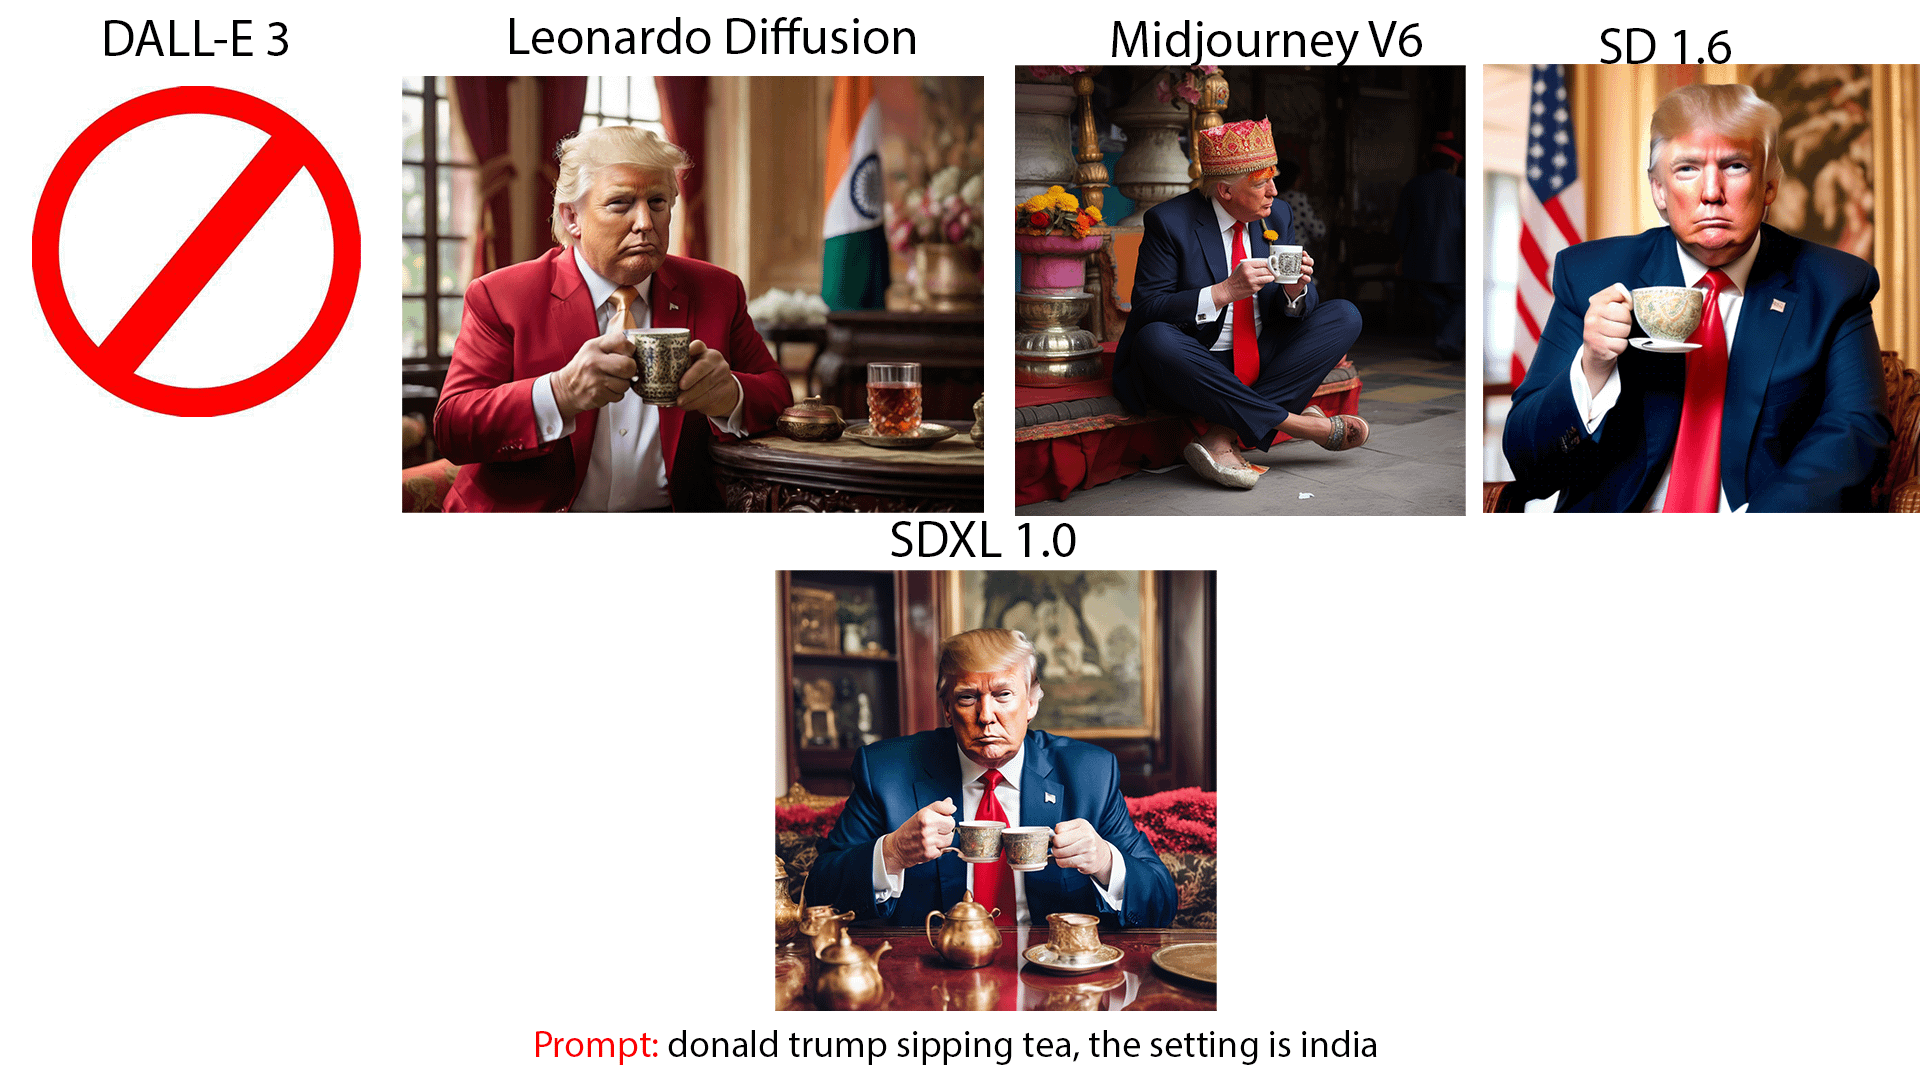 DALL-E 3
Leonardo Diffusion
Midjourney V6
SD 1.6
SDXL 1.0
Prompt: donald trump sipping tea, the setting is india